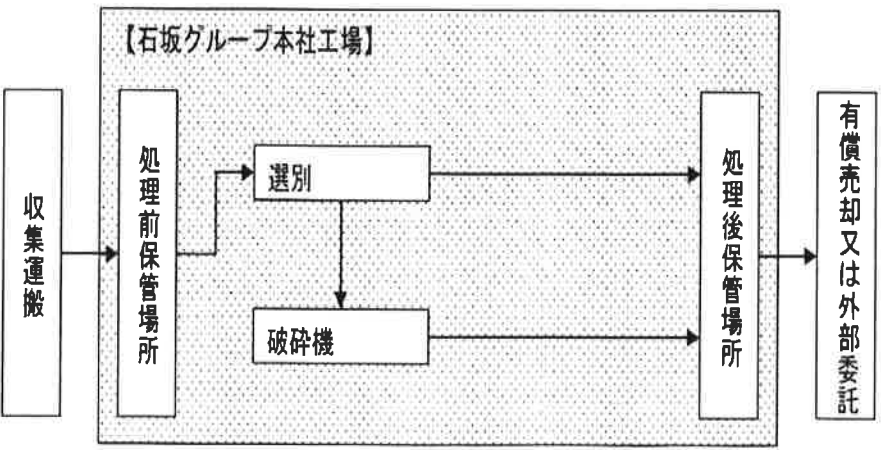 【石坂グループ本社工場】
収集運搬
処理前保管場所
選別
破砕機
処理後保管場所
有償売却又は外部委託